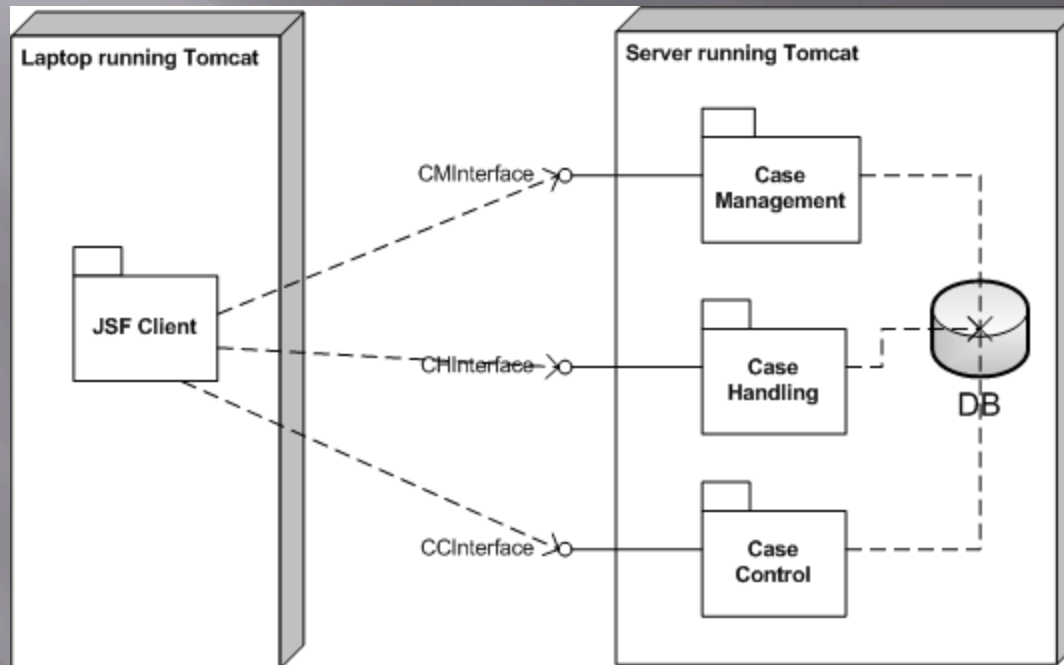 Laptop running Tomcat
Server running Tomcat
CMInterface
Case
Management
JSF Client
CHInterface
Case
Handling
DB
CCInterface
Case
Control